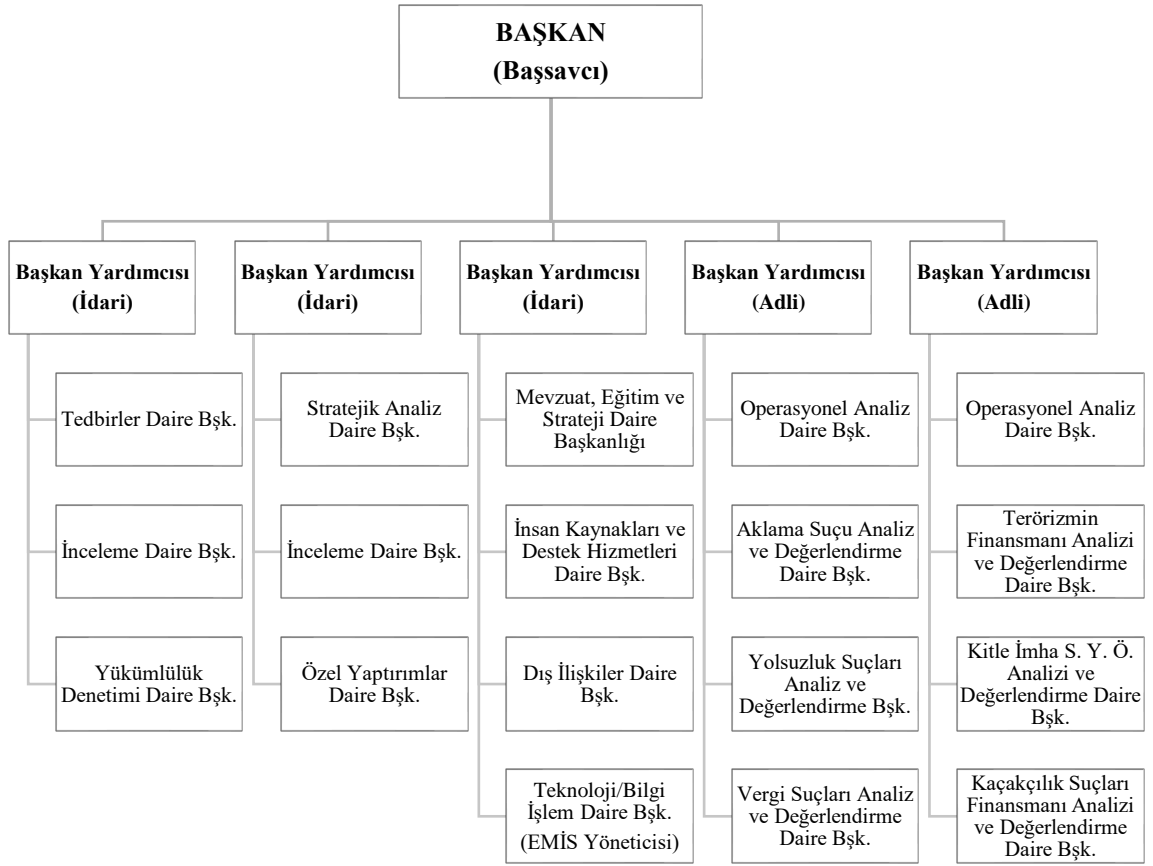 BAŞKAN
(Başsavcı)
Başkan Yardımcısı
(İdari)
Tedbirler Daire Bşk.
İnceleme Daire Bşk.
Yükümlülük
Denetimi Daire Bşk.
Başkan Yardımcısı
(İdari)
Stratejik Analiz
Daire Bşk.
İnceleme Daire Bşk.
Özel Yaptırımlar
Daire Bşk.
Başkan Yardımcısı
(İdari)
Mevzuat, Eğitim ve
Strateji Daire
Başkanlığı
İnsan Kaynakları ve
Destek Hizmetleri
Daire Bşk.
Dış İlişkiler Daire
Bşk.
Teknoloji/Bilgi
İşlem Daire Bşk.
(EMİS Yöneticisi)
Başkan Yardımcısı
(Adli)
Operasyonel Analiz
Daire Bşk.
Aklama Suçu Analiz
ve Değerlendirme
Daire Bşk.
Yolsuzluk Suçları
Analiz ve
Değerlendirme Bşk.
Vergi Suçları Analiz
ve Değerlendirme
Daire Bşk.
Başkan Yardımcısı
(Adli)
Operasyonel Analiz
Daire Bşk.
Terörizmin
Finansmanı Analizi
ve Değerlendirme
Daire Bşk.
Kitle İmha S. Y. Ö.
Analizi ve
Değerlendirme Daire
Bşk.
Kaçakçılık Suçları
Finansmanı Analizi
ve Değerlendirme
Daire Bşk.